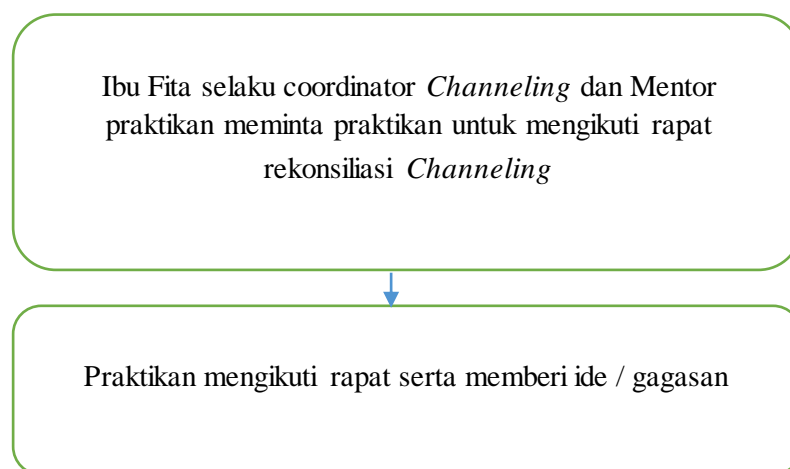 Ibu Fita selaku coordinator Channeling dan Mentor
praktikan meminta praktikan untuk mengikuti rapat
rekonsiliasi Channeling
Praktikan mengikuti rapat serta memberi ide / gagasan